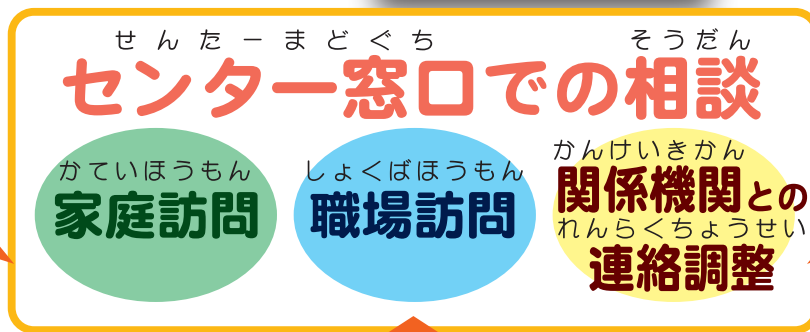 せんたーまどぐち そうだん
センター窓口での相談
かていほうもん しょくばほうもん かんけいきかん
家庭訪問 職場訪問 関係機関との
れんらくちょうせい
連絡調整